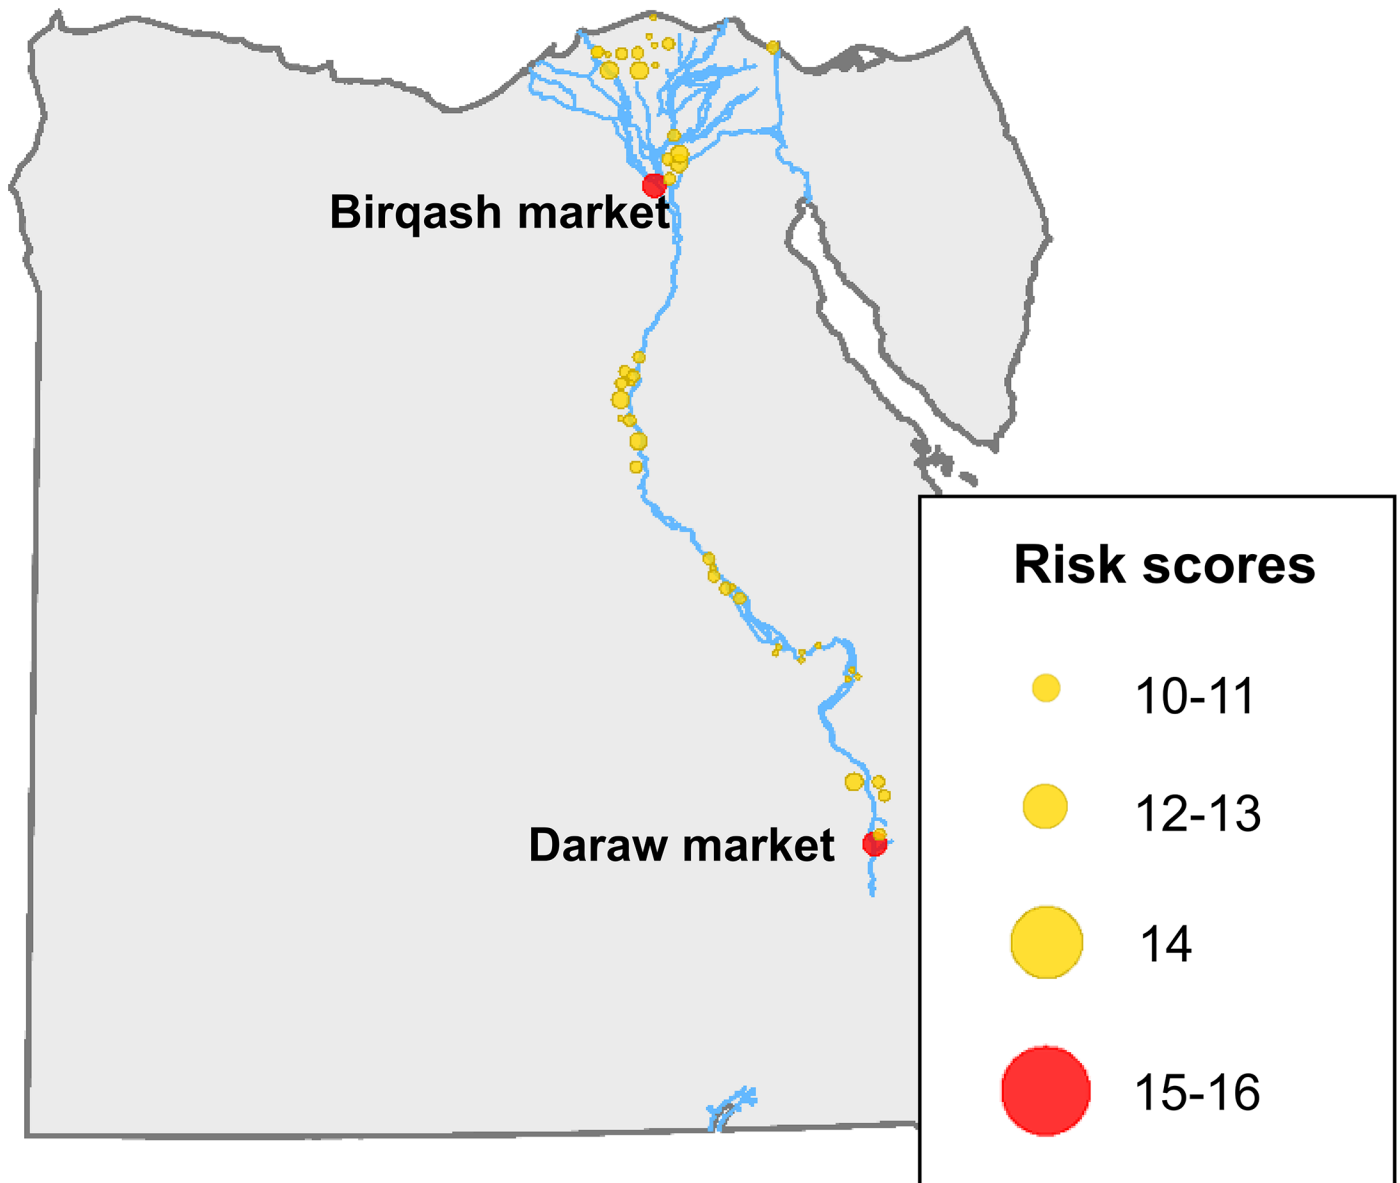 Birqash market
Daraw market
Risk scores
10-11
12-13
14
15-16